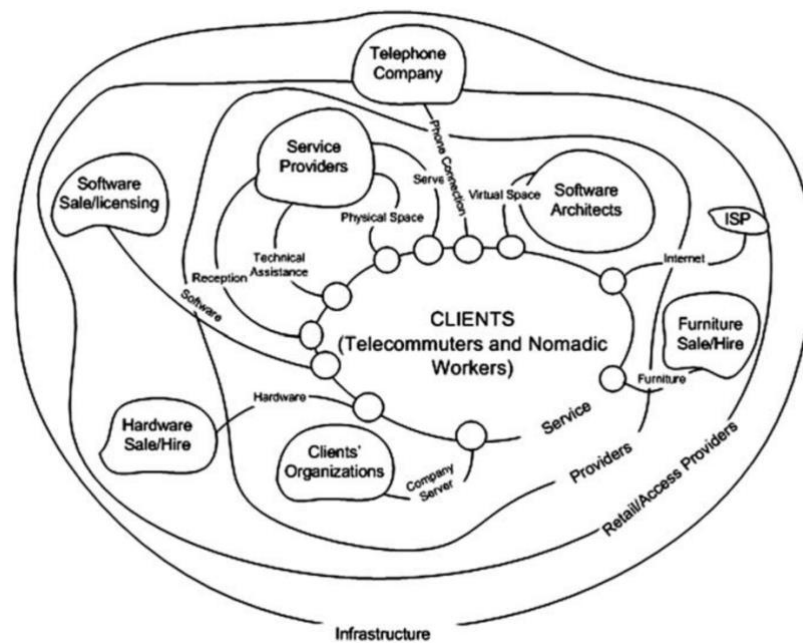 Telephone
Company
Service
Providers
Phone Connection
Serve
Virtual Space
Software
Architects
Software
Sale/licensing
Physical Space
ISP
Technical
Assistance
Internet
Reception
Software
CLIENTS
(Telecommuters and Nomadic
Workers)
Furniture
Sale/Hire
Furniture
Hardware
Hardware
Sale/Hire
Service
Clients'
Organizations
Company
Server
Providers
Retail/Access Providers
Infrastructure